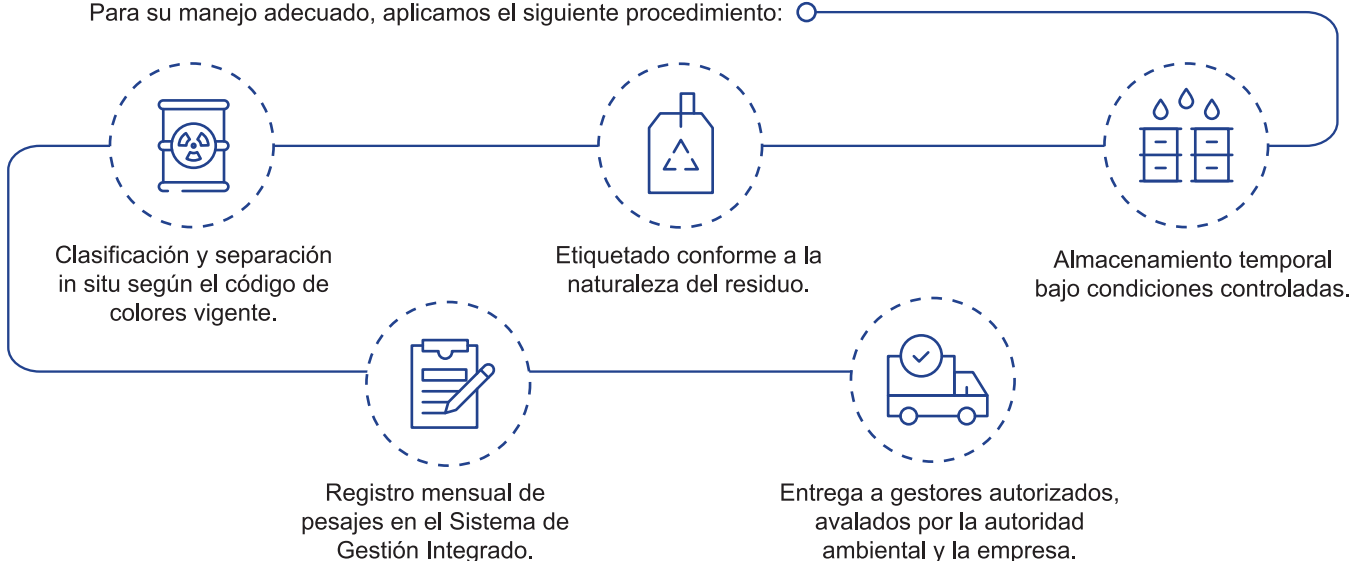 Para su manejo adecuado, aplicamos el siguiente procedimiento:
Clasificación y separación
in situ según el código de
colores vigente.
Etiquetado conforme a la
naturaleza del residuo.
Almacenamiento temporal
bajo condiciones controladas.
Registro mensual de
pesajes en el Sistema de
Gestión Integrado.
Entrega a gestores autorizados,
avalados por la autoridad
ambiental y la empresa.